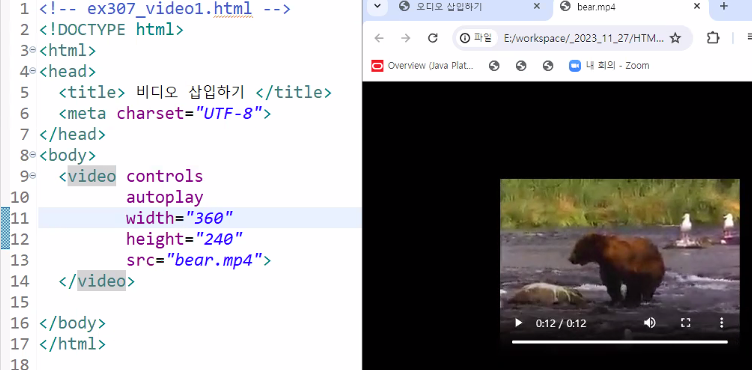 1 <!-- ex307_video1.html -->
2 <!DOCTYPE html>
3 <html>
4 <head>
5 <title> 비디오 삽입하기 </title>
6 <meta charset="UTF-8">
7 </head>
8 <body>
9 <video controls
10 autoplay
11 width="360"
12 height="240"
13 src="bear.mp4">
14 </video>
15
16 </body>
17 </html>
18
오디오 삽입하기
bear.mp4
파일 E:/workspace/_2023_11_27/HTM...
Overview (Java Plat...
내 회의 - Zoom
0:12 / 0:12